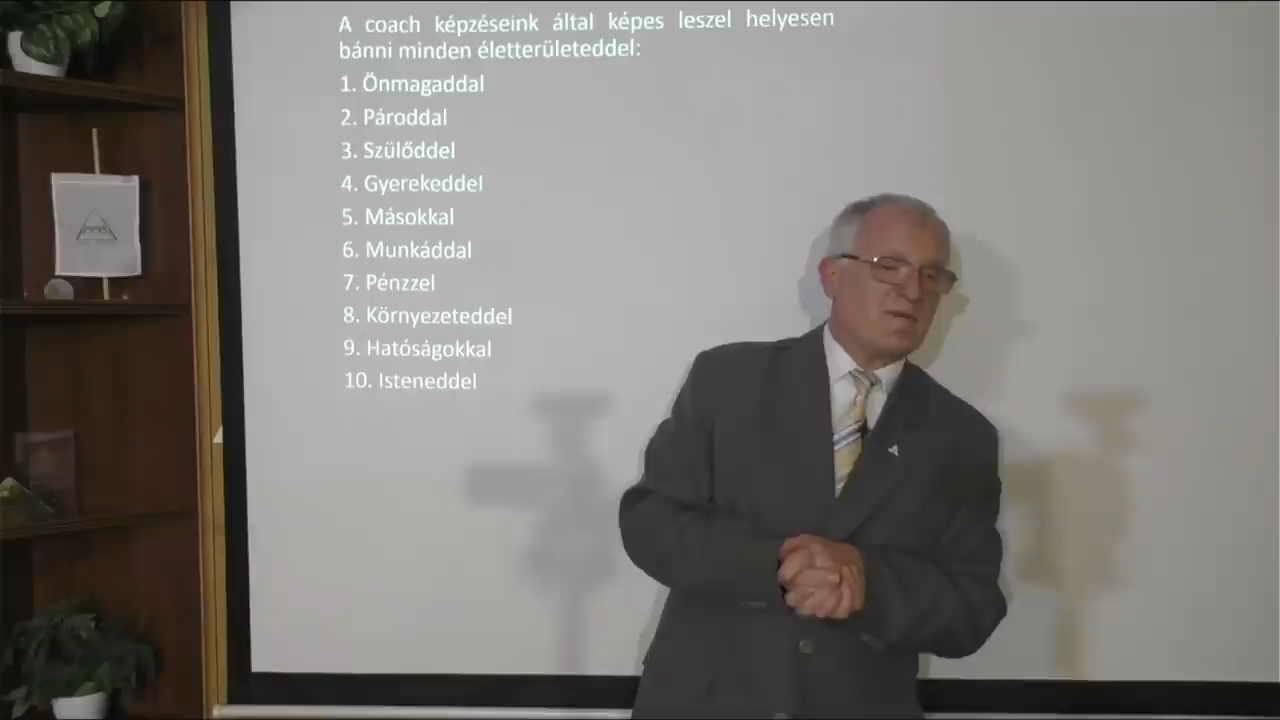 A coach képzéseink által képes leszel helyesen
bánni minden életterületeddel:
1. Önmagaddal
2. Pároddal
3. Szülőddel
4. Gyerekeddel
5. Másokkal
6. Munkáddal
7. Pénzzel
8. Környezeteddel
9. Hatóságokkal
10. Isteneddel